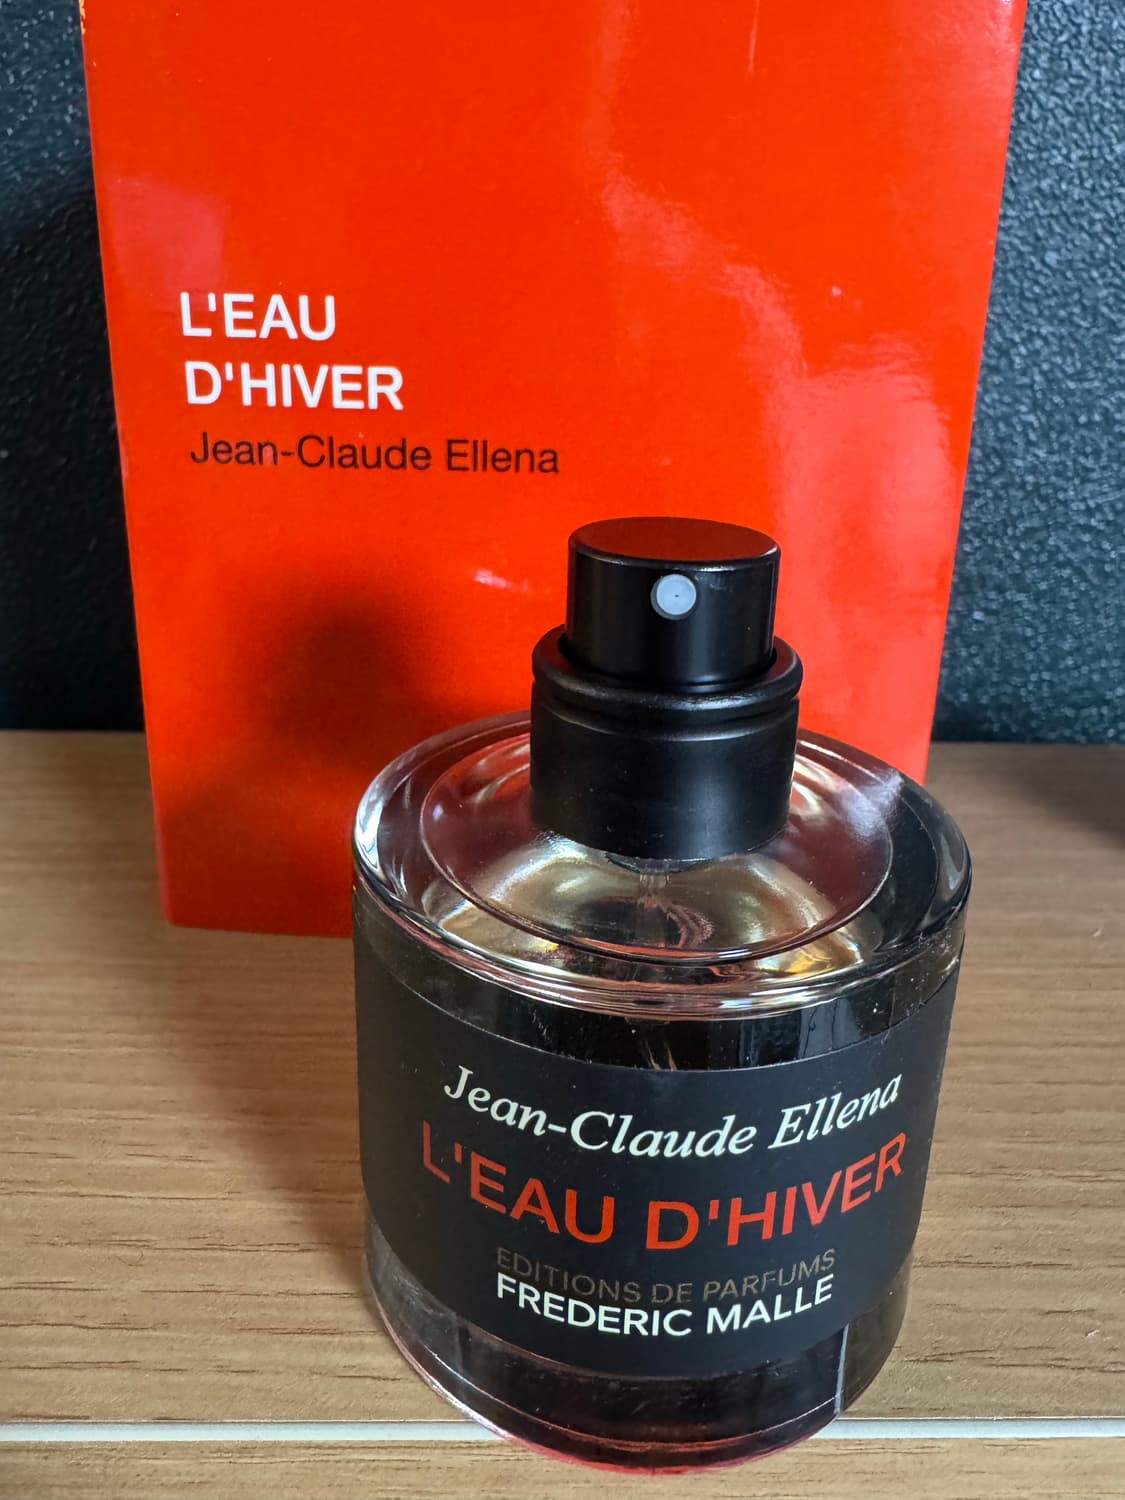 L'EAU
D'HIVER
Jean-Claude Ellena
Jean-Claude Ellena
L'EAU D'HIVER
EDITIONS DE PARFUMS
FREDERIC MALLE